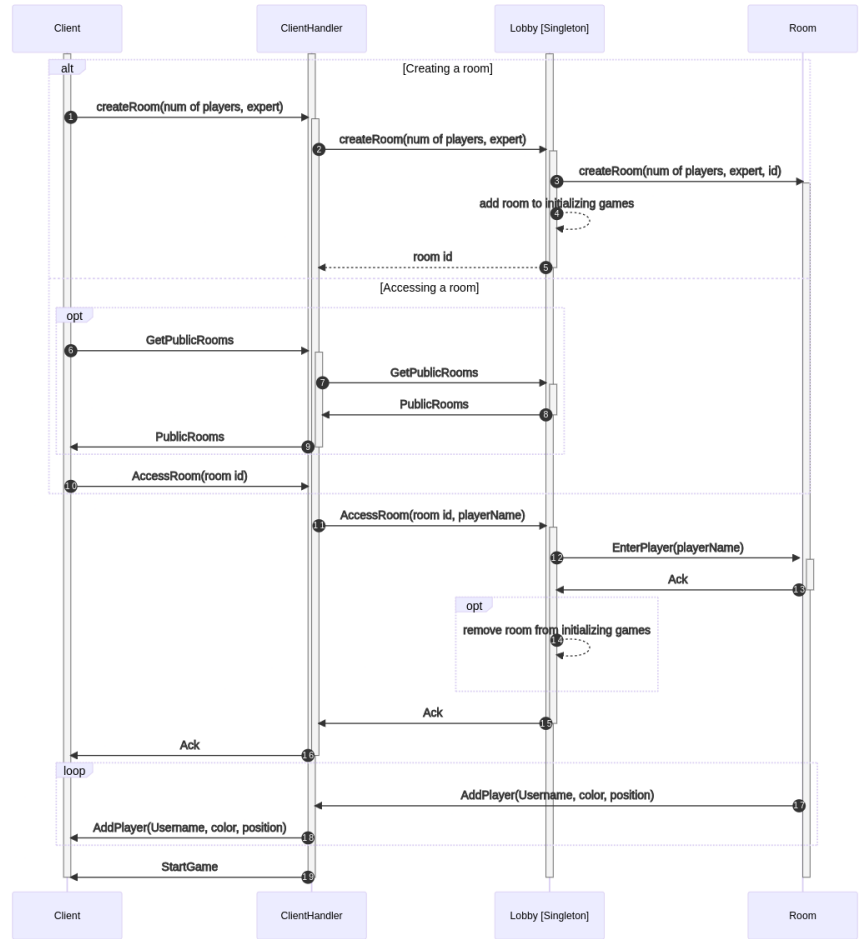 Client
ClientHandler
Lobby [Singleton]
Room
alt
[Creating a room]
createRoom(num of players, expert)
1
createRoom(num of players, expert)
2
createRoom(num of players, expert, id)
3
add room to initializing games
4
room id
5
[Accessing a room]
opt
GetPublicRooms
6
GetPublicRooms
7
PublicRooms
8
PublicRooms
9
AccessRoom(room id)
10
AccessRoom(room id, playerName)
11
EnterPlayer(playerName)
12
Ack
13
opt
remove room from initializing games
14
Ack
15
Ack
16
loop
AddPlayer(Username, color, position)
17
AddPlayer(Username, color, position)
18
StartGame
19
Client
ClientHandler
Lobby [Singleton]
Room